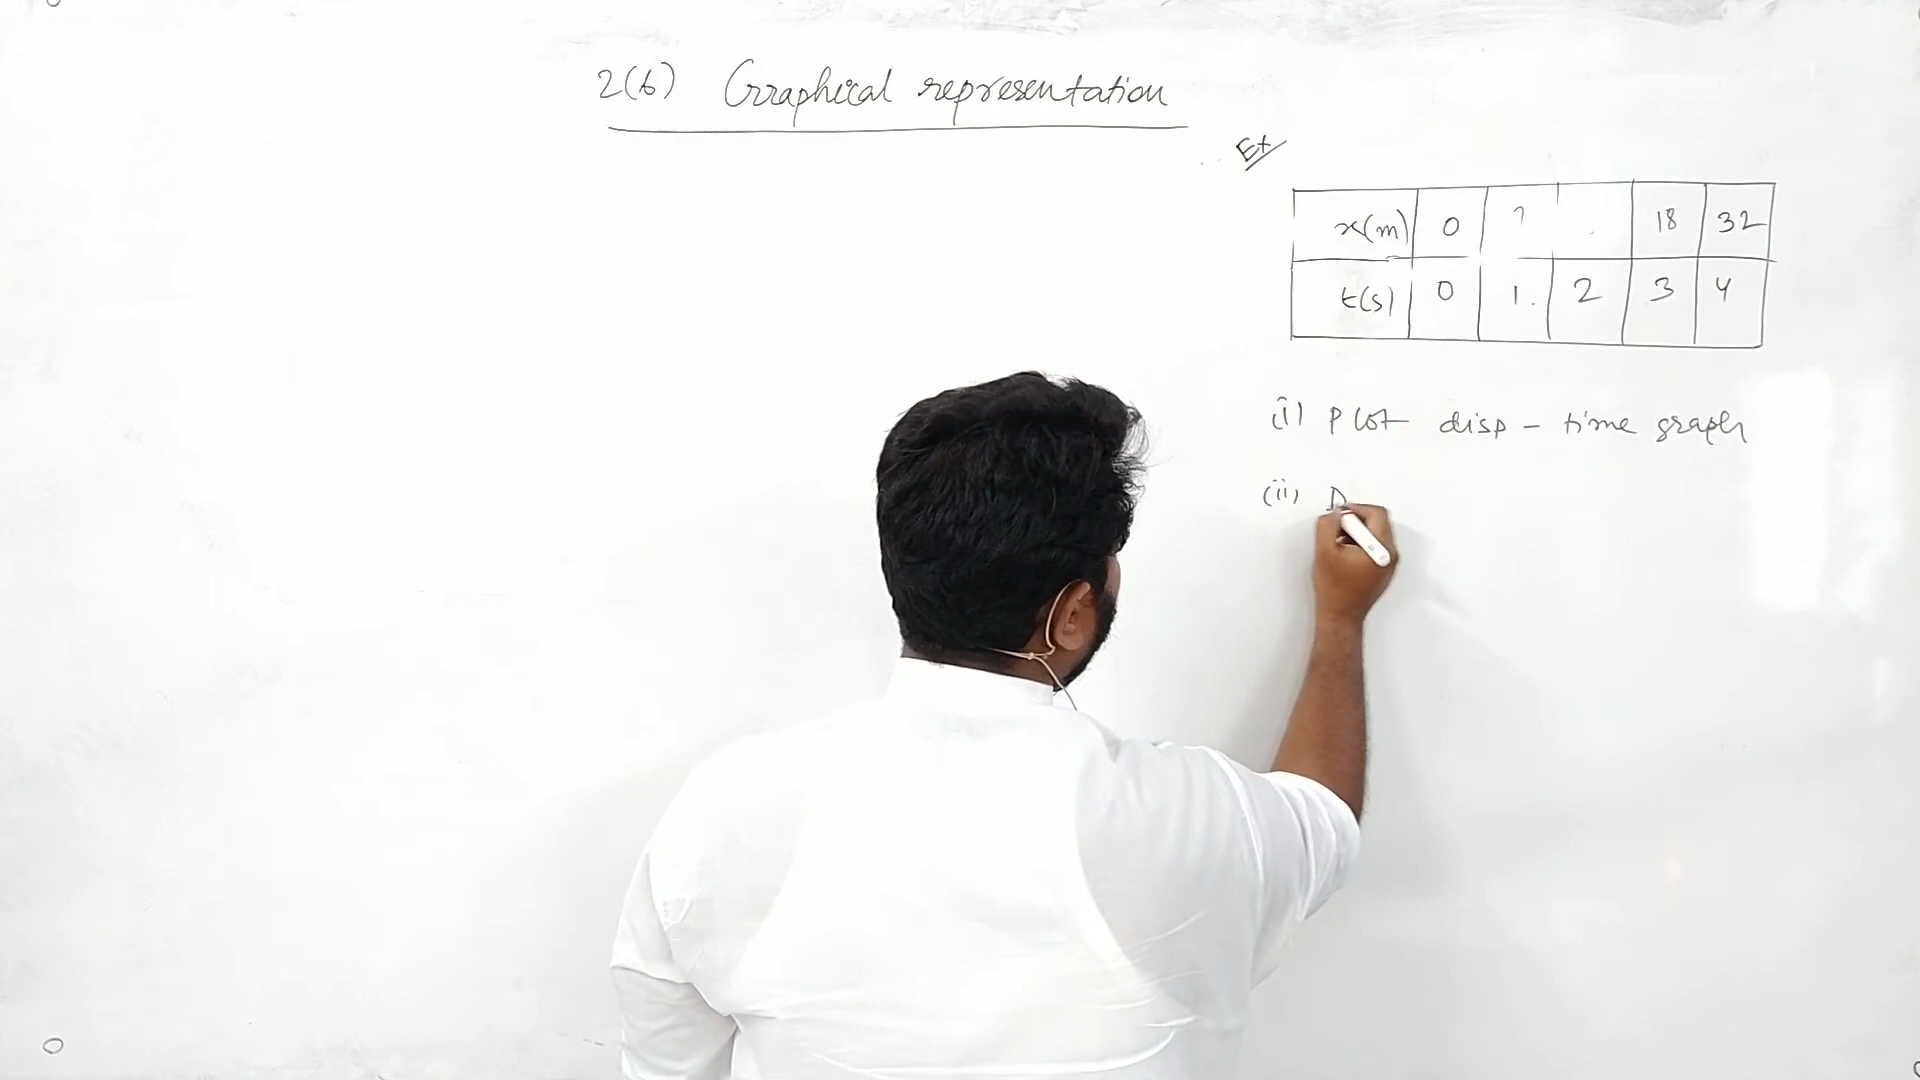 2(b) Graphical representation
Ex
x(m) 0 ? 18 32
t(s) 0 1. 2 3 4
(i) Plot disp - time graph
(ii) D